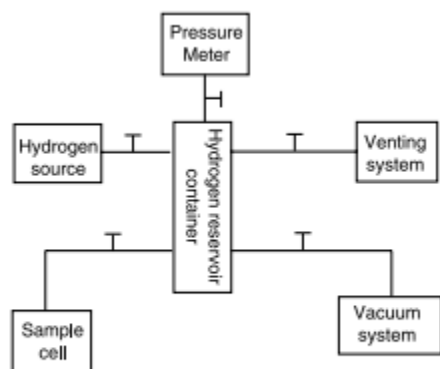 Pressure
Meter
Hydrogen
source
Hydrogen reservoir
container
Venting
system
Sample
cell
Vacuum
system